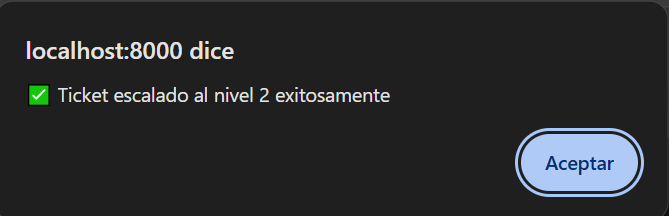 localhost:8000 dice
✅ Ticket escalado al nivel 2 exitosamente
Aceptar